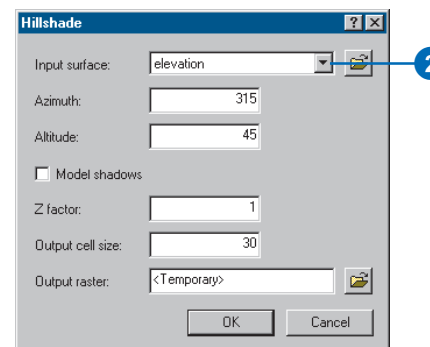 Hillshade
Input surface: elevation
2
Azimuth: 315
Altitude: 45
Model shadows
Z factor: 1
Output cell size: 30
Output raster: <Temporary>
OK Cancel